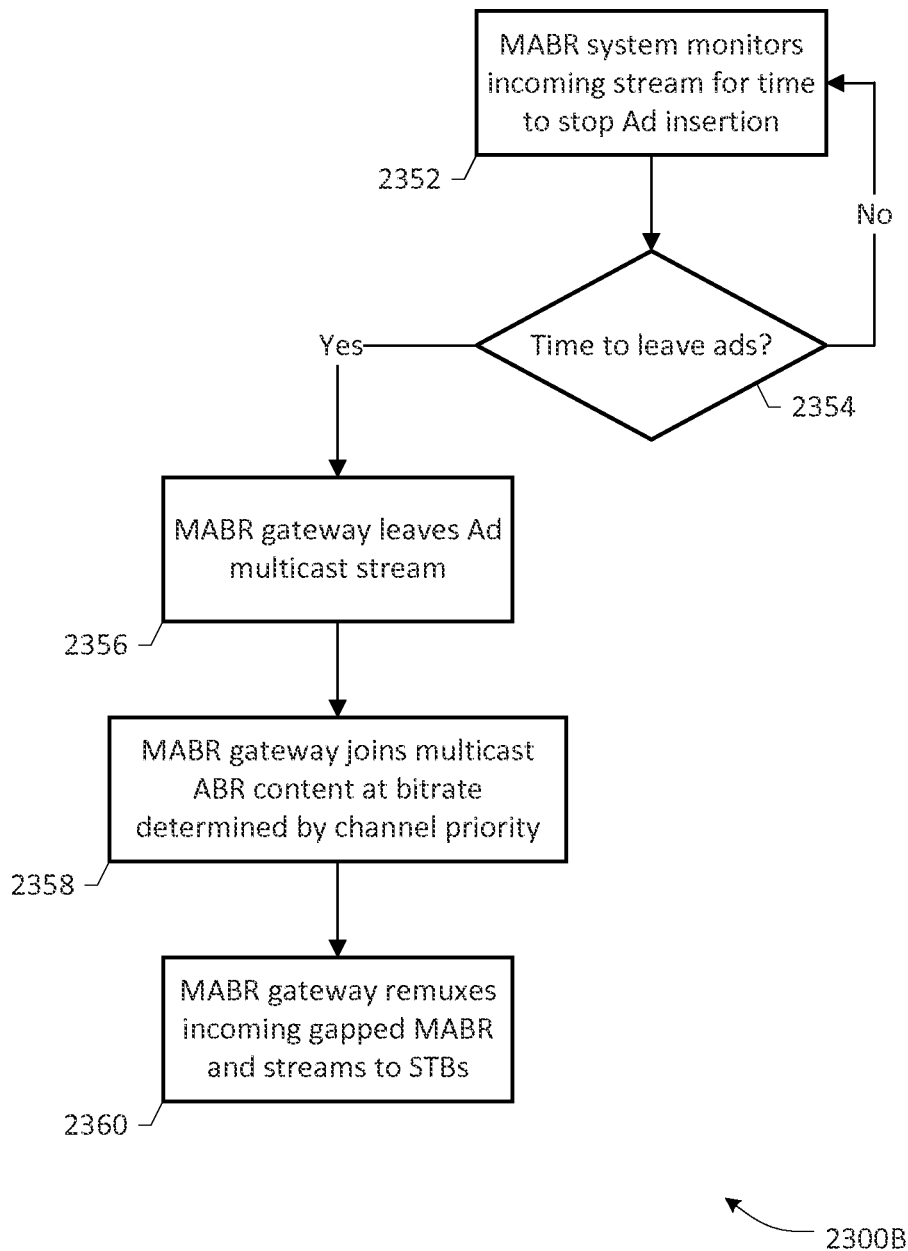 MABR system monitors
incoming stream for time
to stop Ad insertion
2352
No
Time to leave ads?
Yes
2354
MABR gateway leaves Ad
multicast stream
2356
MABR gateway joins multicast
ABR content at bitrate
determined by channel priority
2358
MABR gateway remuxes
incoming gapped MABR
and streams to STBs
2360
2300B